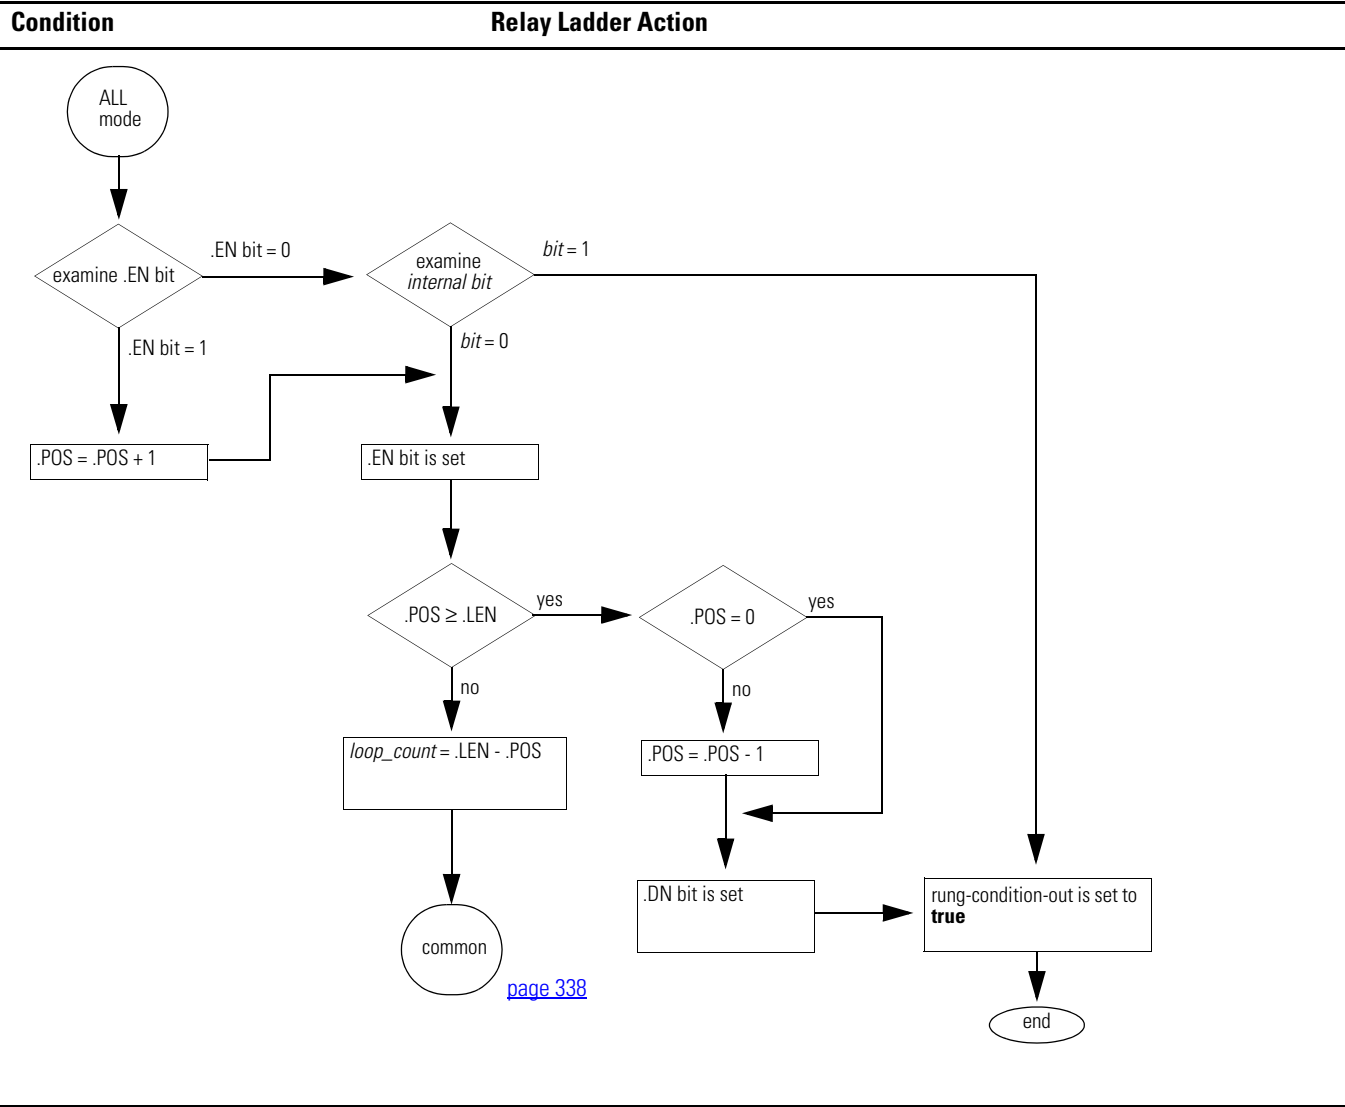 Condition
Relay Ladder Action
ALL
mode
examine .EN bit
.EN bit = 0
examine
internal bit
bit = 1
.EN bit = 1
bit = 0
.POS = .POS + 1
.EN bit is set
.POS ≥ .LEN
yes
.POS = 0
yes
no
no
loop_count = .LEN - .POS
.POS = .POS - 1
.DN bit is set
rung-condition-out is set to
true
common
page 338
end